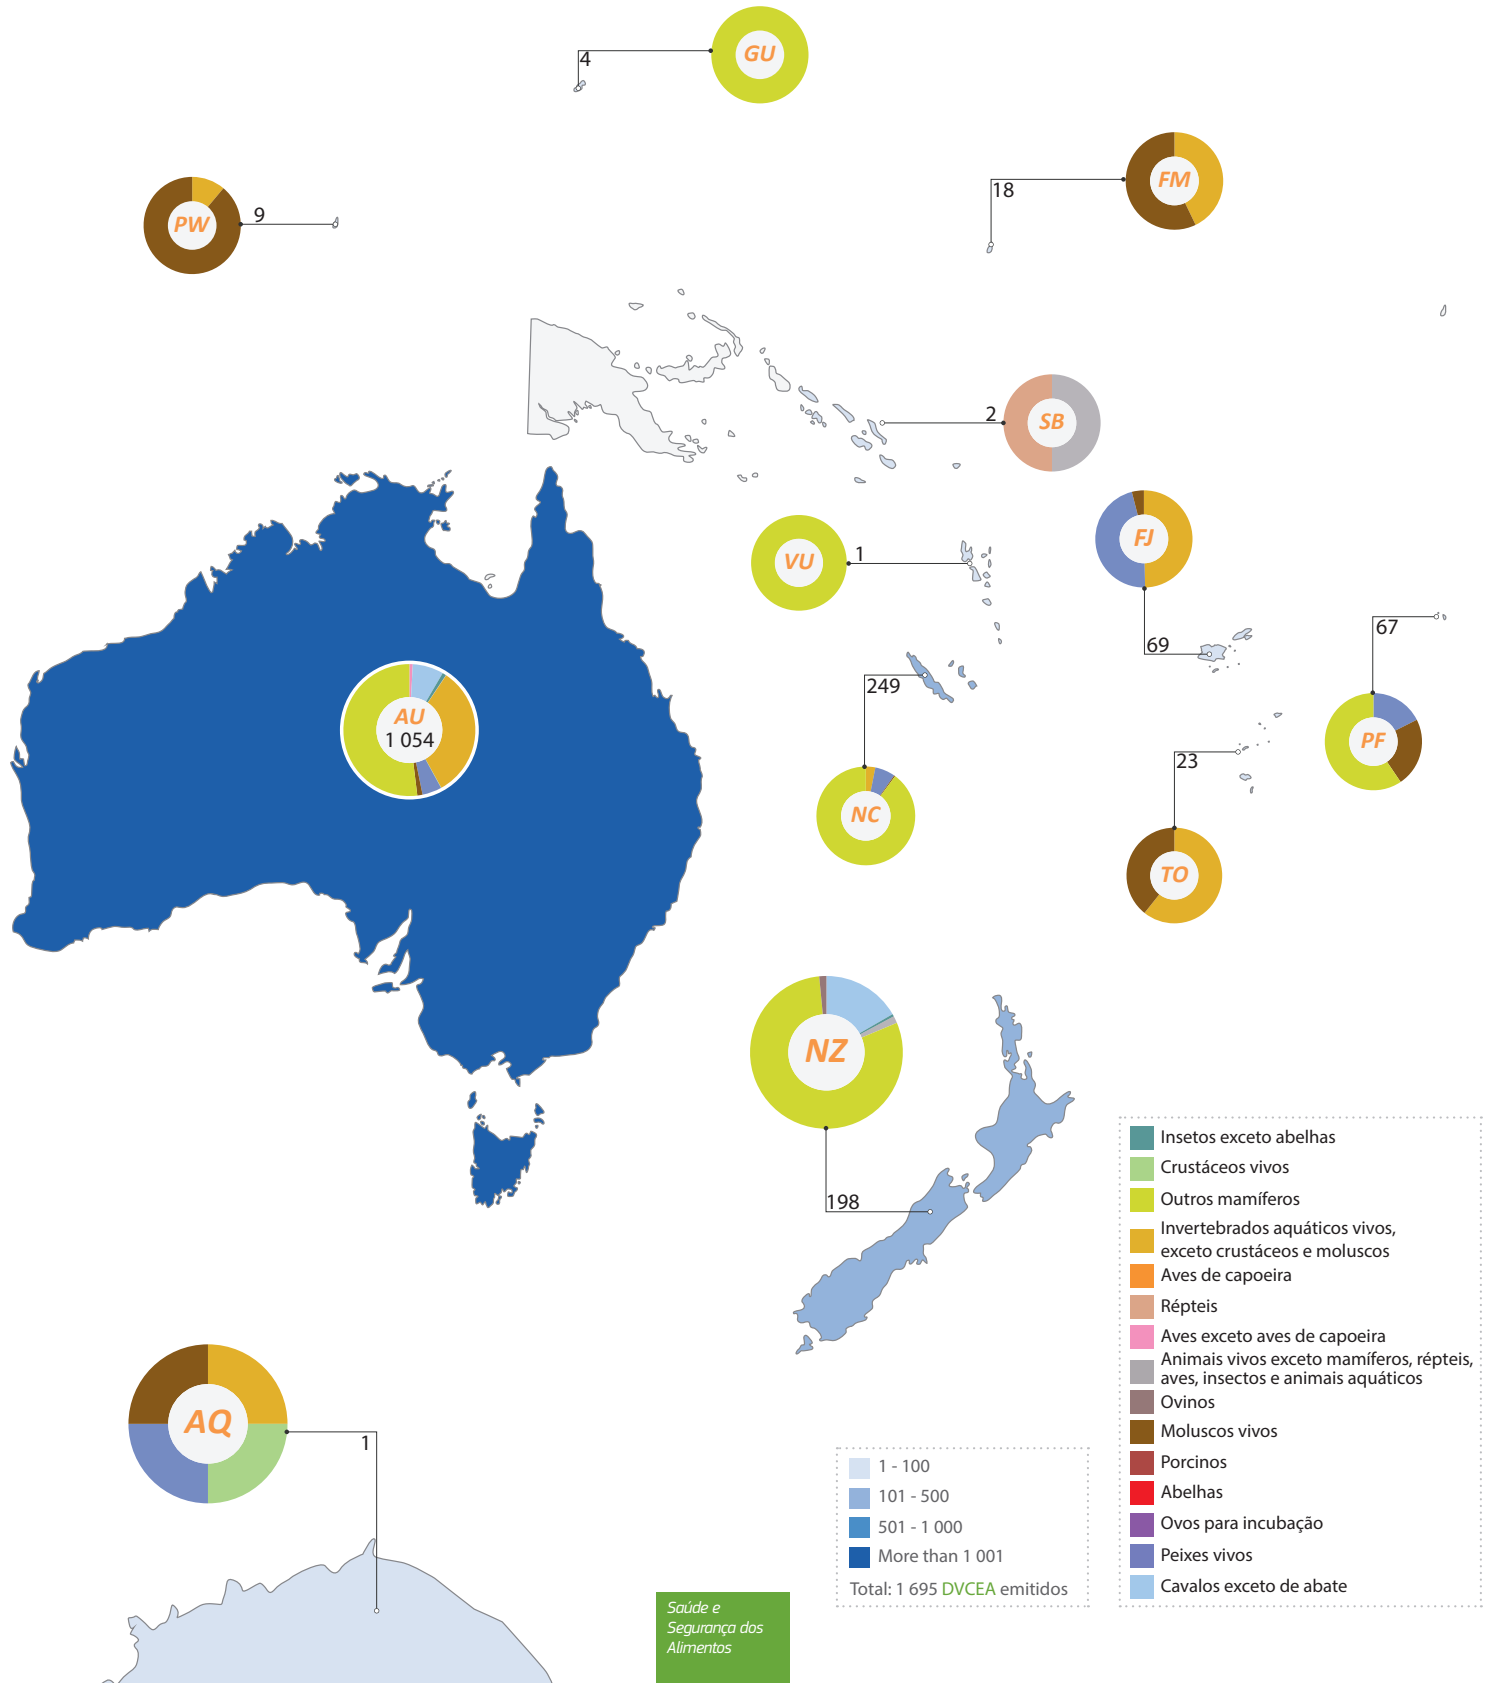 GU
4
FM
18
PW
9
SB
2
FJ
69
VU
1
67
PF
249
NC
AU
1 054
23
TO
NZ
198
AQ
1
Insetos exceto abelhas
Crustáceos vivos
Outros mamíferos
Invertebrados aquáticos vivos,
exceto crustáceos e moluscos
Aves de capoeira
Répteis
Aves exceto aves de capoeira
Animais vivos exceto mamíferos, répteis,
aves, insectos e animais aquáticos
Ovinos
Moluscos vivos
Porcinos
Abelhas
Ovos para incubação
Peixes vivos
Cavalos exceto de abate
1 - 100
101 - 500
501 - 1 000
More than 1 001
Total: 1 695 DVCEA emitidos
Saúde e
Segurança dos
Alimentos